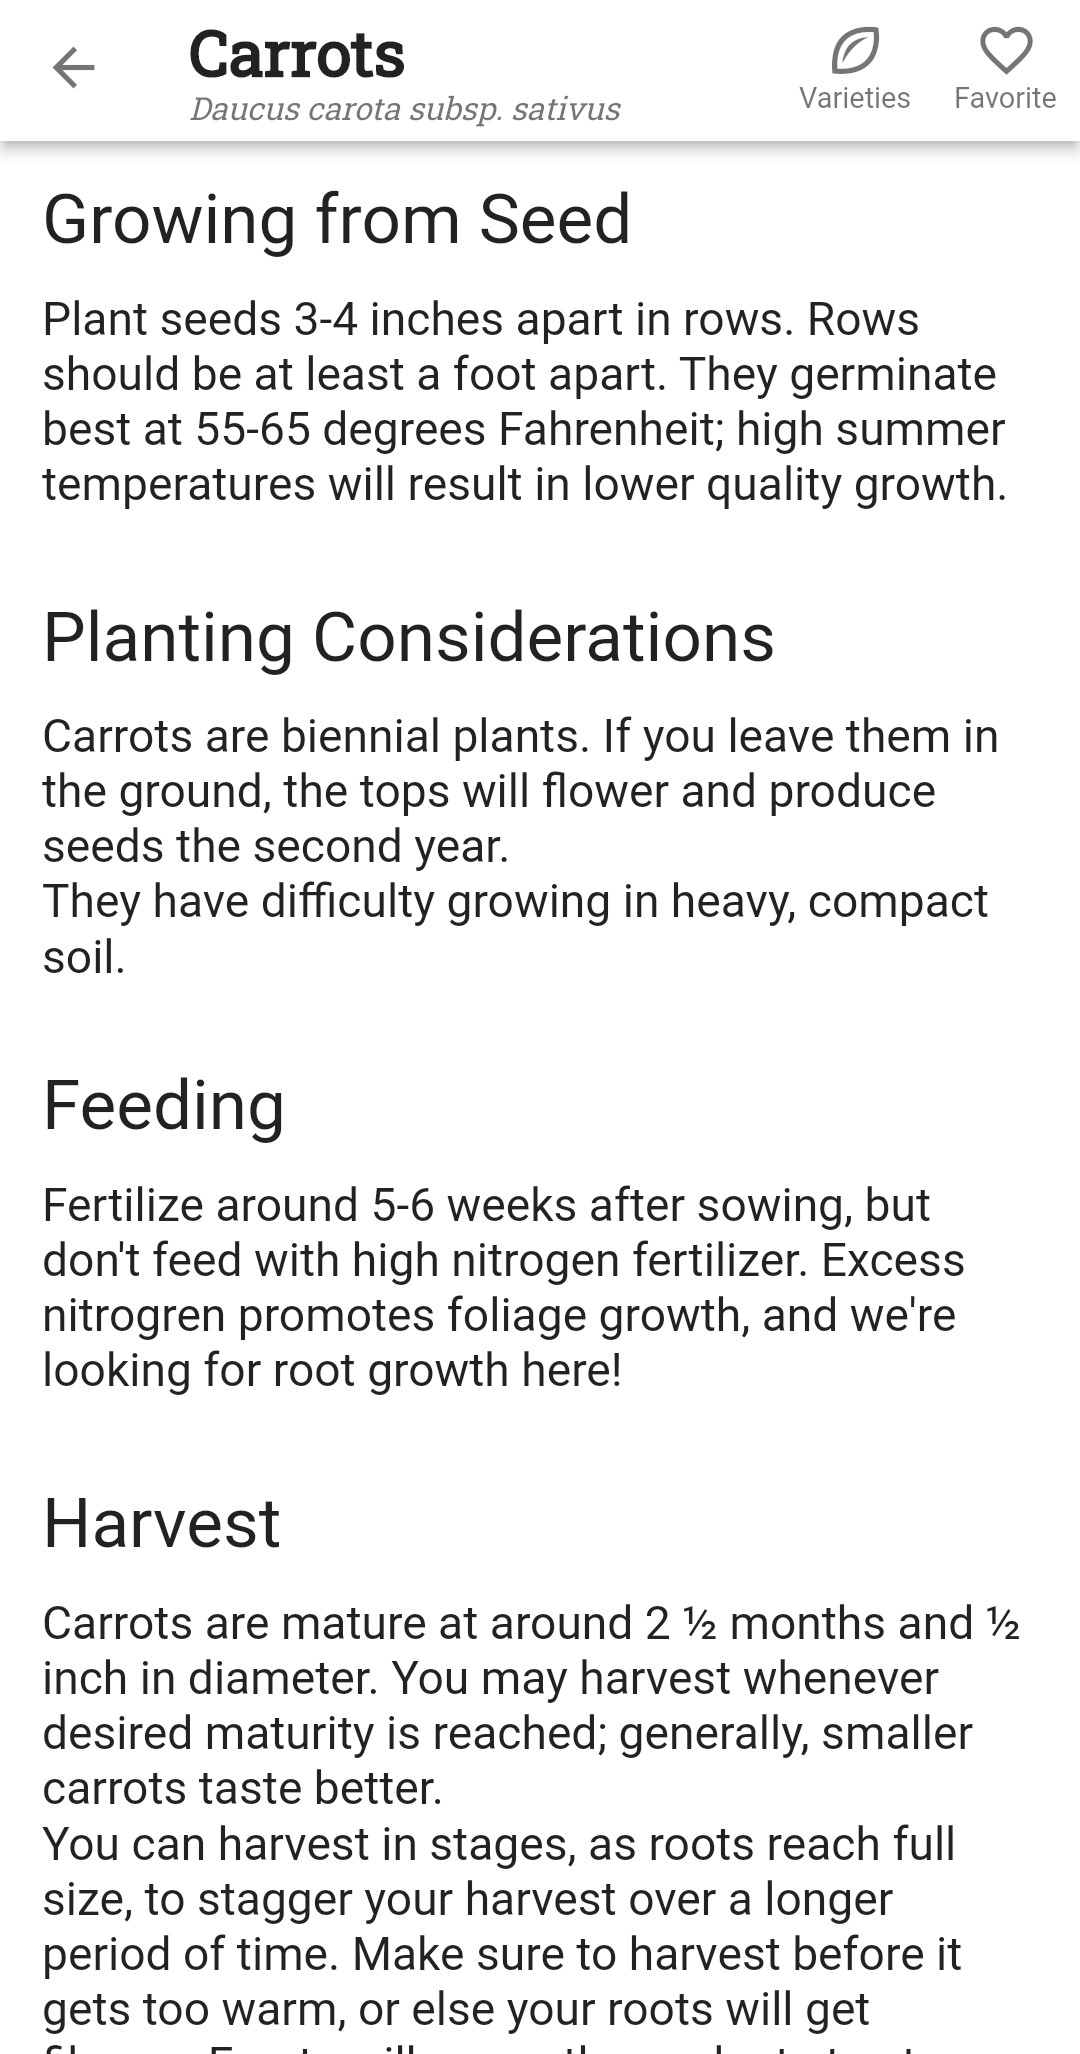 Carrots
Daucus carota subsp. sativus
Varieties
Favorite
Growing from Seed
Plant seeds 3-4 inches apart in rows. Rows
should be at least a foot apart. They germinate
best at 55-65 degrees Fahrenheit; high summer
temperatures will result in lower quality growth.
Planting Considerations
Carrots are biennial plants. If you leave them in
the ground, the tops will flower and produce
seeds the second year.
They have difficulty growing in heavy, compact
soil.
Feeding
Fertilize around 5-6 weeks after sowing, but
don't feed with high nitrogen fertilizer. Excess
nitrogren promotes foliage growth, and we're
looking for root growth here!
Harvest
Carrots are mature at around 2 ½ months and ½
inch in diameter. You may harvest whenever
desired maturity is reached; generally, smaller
carrots taste better.
You can harvest in stages, as roots reach full
size, to stagger your harvest over a longer
period of time. Make sure to harvest before it
gets too warm, or else your roots will get